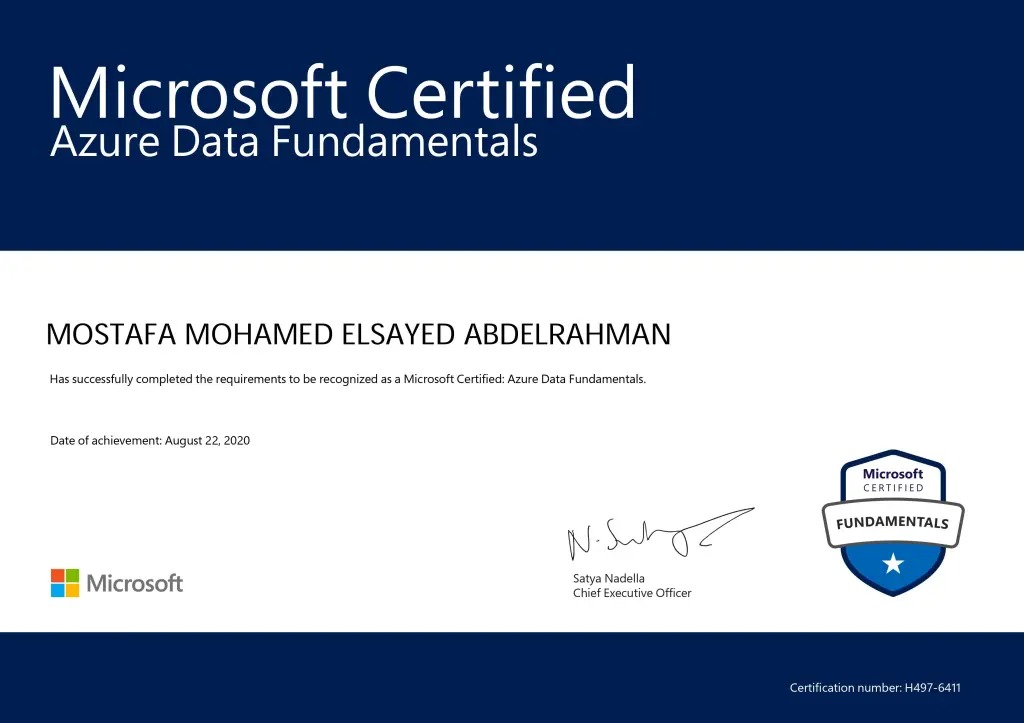 Microsoft Certified
Azure Data Fundamentals
MOSTAFA MOHAMED ELSAYED ABDELRAHMAN
Has successfully completed the requirements to be recognized as a Microsoft Certified: Azure Data Fundamentals.
Date of achievement: August 22, 2020
Microsoft
CERTIFIED
FUNDAMENTALS
Satya Nadella
Chief Executive Officer
Microsoft
Certification number: H497-6411